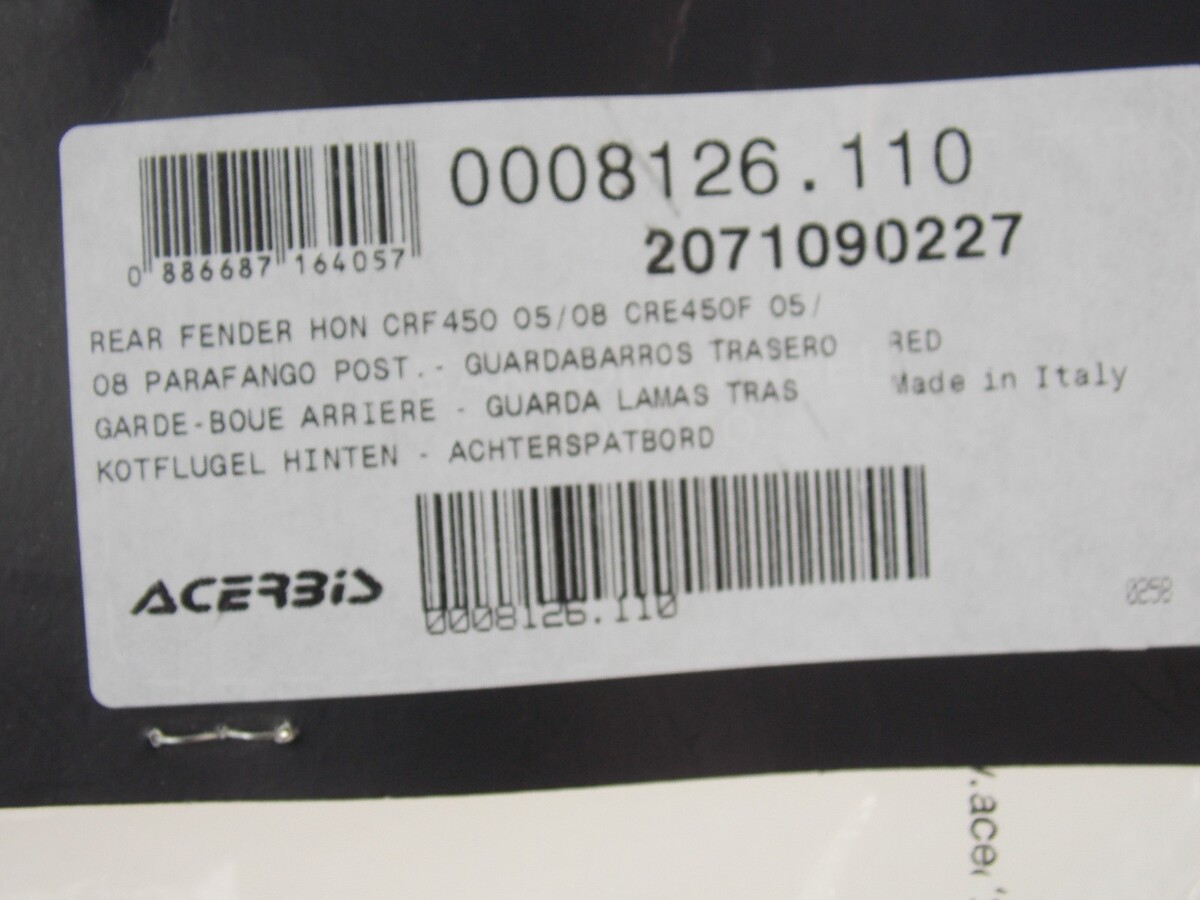 0008126.110
2071090227
0 886687 164057
REAR FENDER HON CRF450 05/08 CRE450F 05/
08 PARAFANGO POST.- GUARDABARROS TRASERO
GARDE-BOUE ARRIERE - GUARDA LAMAS TRAS
KOTFLUGEL HINTEN - ACHTERSPATBORD
RED
Made in Italy
ACERBIS
0008126.110
0258
.acer